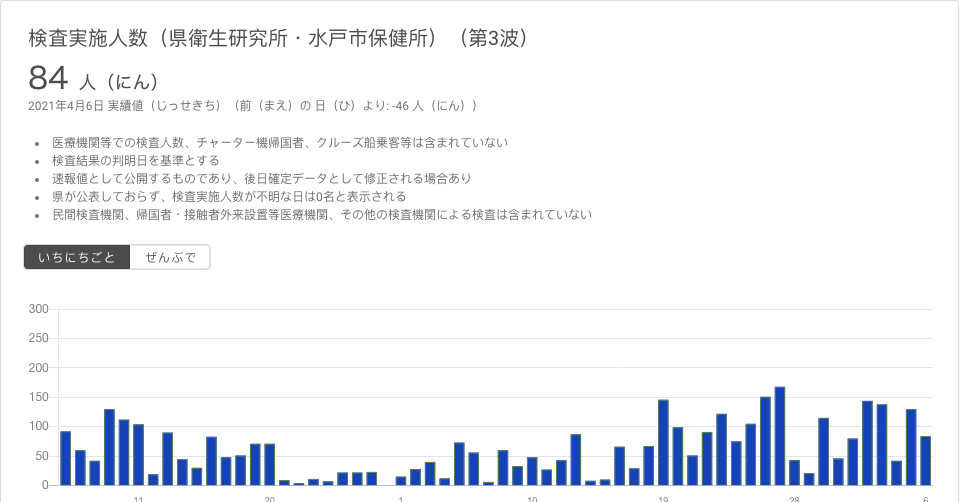 検査実施人数（県衛生研究所・水戸市保健所）（第3波）
84 人（にん）
2021年4月6日 実績値（じっせきち）（前（まえ）の 日（ひ）より: -46 人（にん））
• 医療機関等での検査人数、チャーター機帰国者、クルーズ船乗客等は含まれていない
• 検査結果の判明日を基準とする
• 速報値として公開するものであり、後日確定データとして修正される場合あり
• 県が公表しておらず、検査実施人数が不明な日は0名と表示される
• 民間検査機関、帰国者・接触者外来設置等医療機関、その他の検査機関による検査は含まれていない
いちにちごと ぜんぶで
300
250
200
150
100
50
0
11 20 1 10 19 28 6